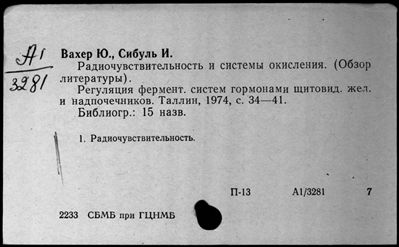 А1
3281
Вахер Ю., Сибуль И.
Радиочувствительность и системы окисления. (Обзор
литературы).
Регуляция фермент. систем гормонами щитовид. жел.
и надпочечников. Таллин, 1974, с. 34—41.
Библиогр.: 15 назв.
1. Радиочувствительность.
П-13 А1/3281 7
2233 СБМБ при ГЦНМБ